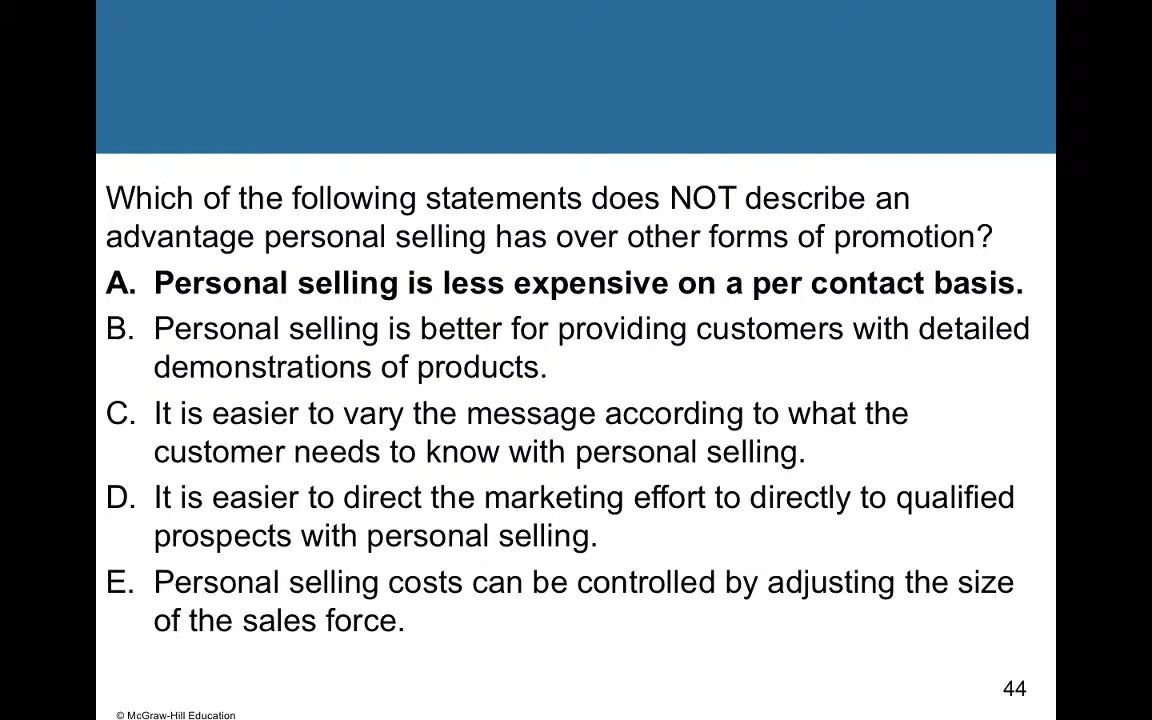 Which of the following statements does NOT describe an
advantage personal selling has over other forms of promotion?
A. Personal selling is less expensive on a per contact basis.
B. Personal selling is better for providing customers with detailed
demonstrations of products.
C. It is easier to vary the message according to what the
customer needs to know with personal selling.
D. It is easier to direct the marketing effort to directly to qualified
prospects with personal selling.
E. Personal selling costs can be controlled by adjusting the size
of the sales force.
44
© McGraw-Hill Education